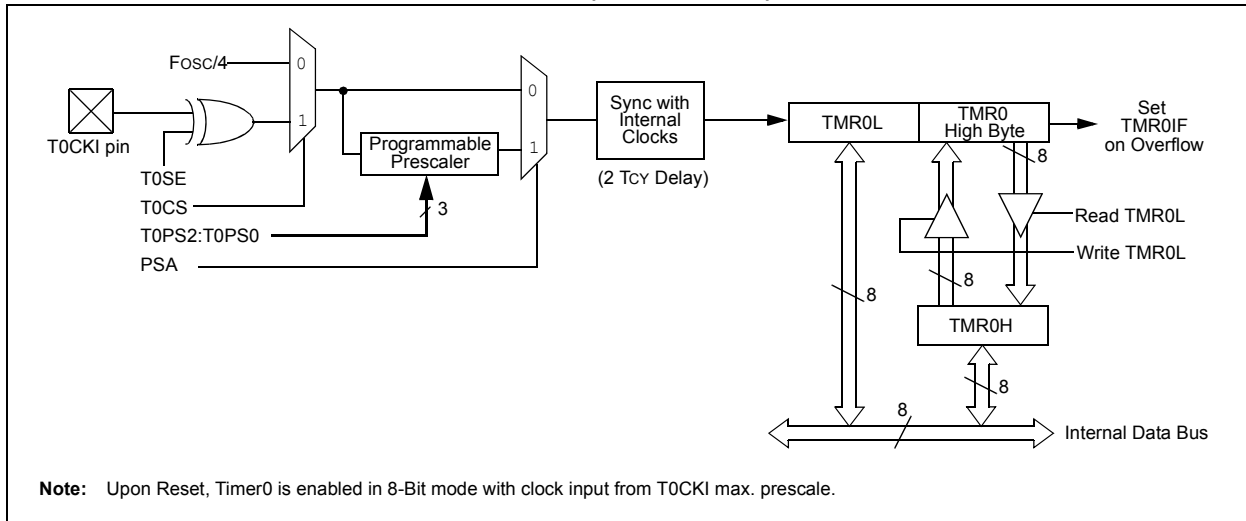 FOSC/4
0
1
T0CKI pin
T0SE
T0CS
T0PS2:T0PS0
PSA
Programmable
Prescaler
3
0
1
Sync with
Internal
Clocks
(2 TCY Delay)
TMR0L
TMR0
High Byte
Set
TMR0IF
on Overflow
8
Read TMR0L
Write TMR0L
8
8
TMR0H
8
8
Internal Data Bus
Note: Upon Reset, Timer0 is enabled in 8-Bit mode with clock input from T0CKI max. prescale.